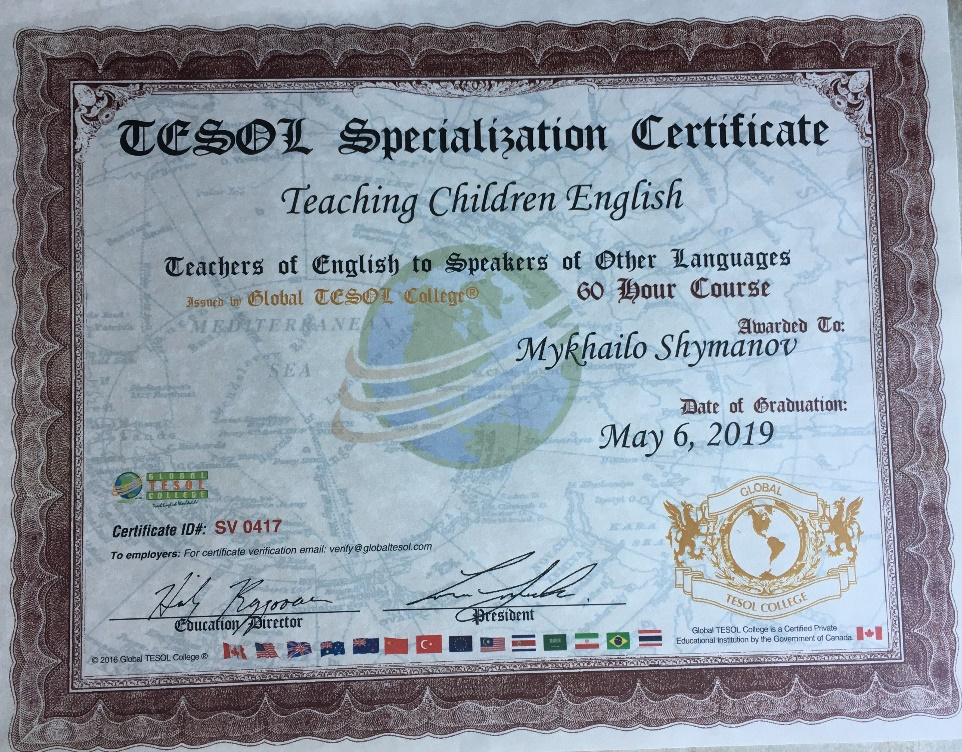 TESOL Specialization Certificate
Teaching Children English
Teachers of English to Speakers of Other Languages
Issued by Global TESOL College®
60 Hour Course
Awarded To:
Mykhailo Shymanov
Date of Graduation:
May 6, 2019
MEDITERRANEAN
SEA
GLOBAL
TESOL
COLLEGE
Certificate ID#: SV 0417
To employers: For certificate verification email: verify@globaltesol.com
Education Director
President
GLOBAL
TESOL COLLEGE
Global TESOL College is a Certified Private
Educational Institution by the Government of Canada.
© 2016 Global TESOL College ®